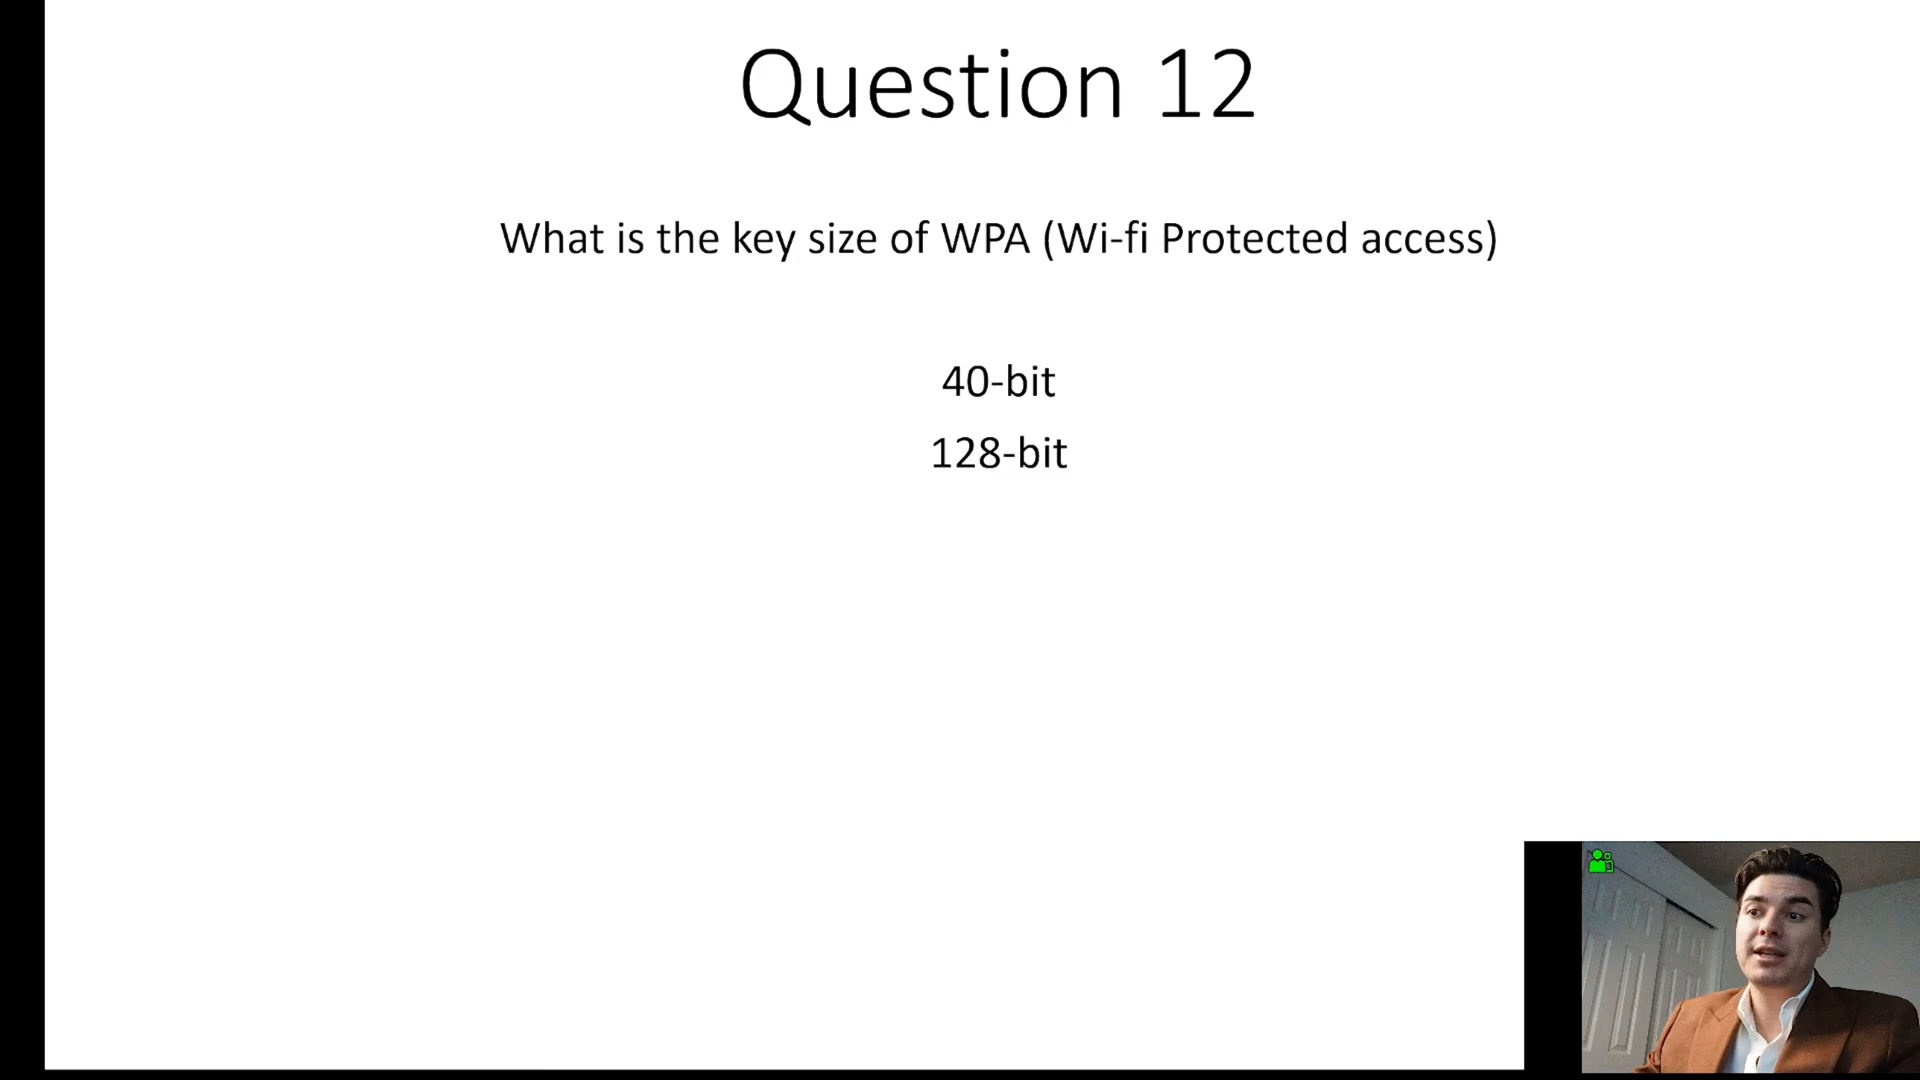 Question 12
What is the key size of WPA (Wi-fi Protected access)
40-bit
128-bit